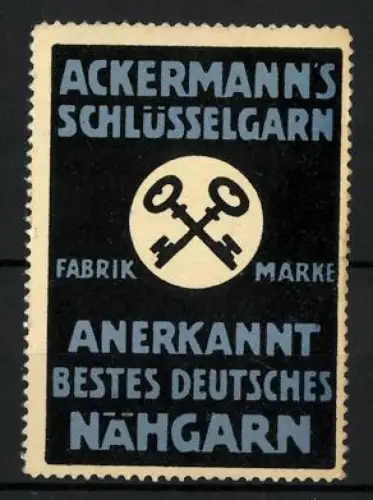 ACKERMANN'S
SCHLÜSSELGARN
FABRIK MARKE
ANERKANNT
BESTES DEUTSCHES
NÄHGARN